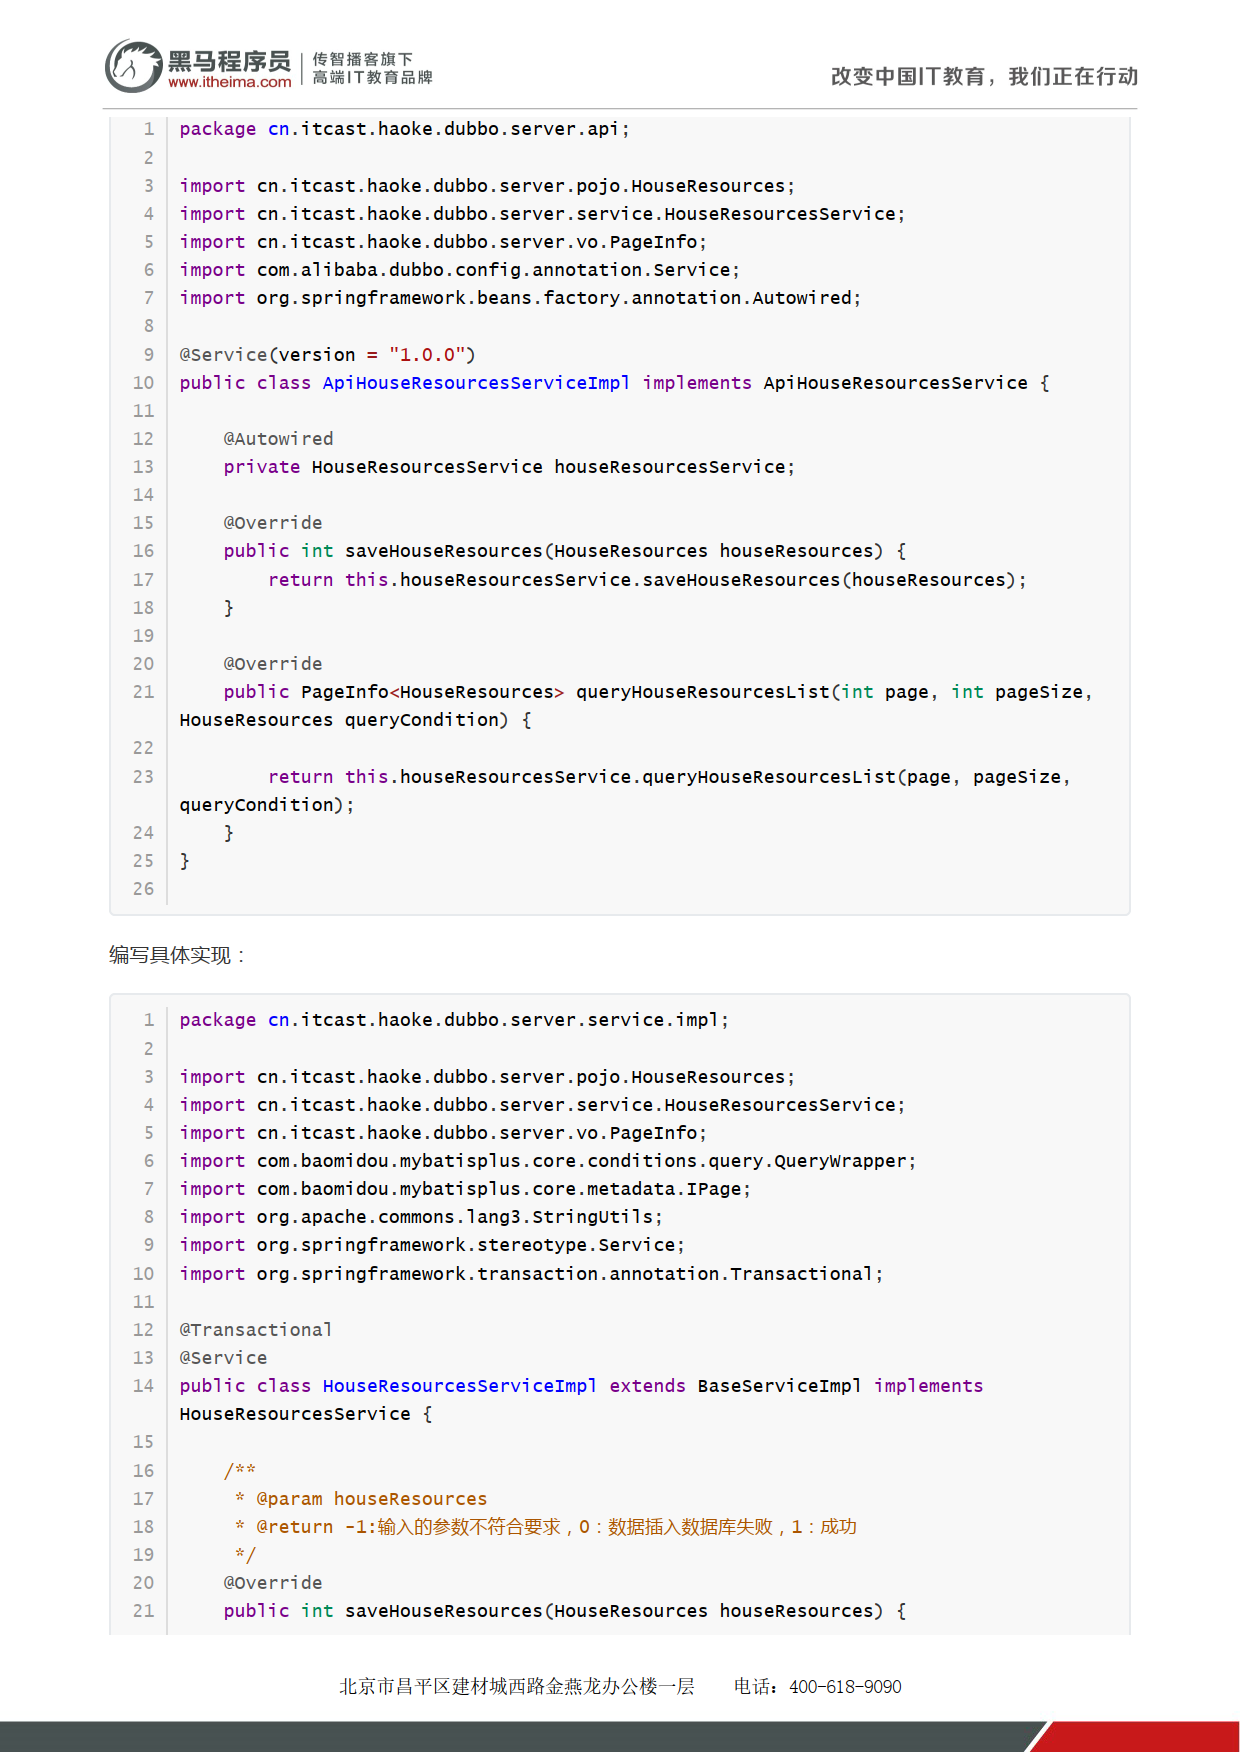 黑马程序员
www.itheima.com
传智播客旗下
高端IT教育品牌
改变中国IT教育，我们正在行动
1 package cn.itcast.haoke.dubbo.server.api;
2
3 import cn.itcast.haoke.dubbo.server.pojo.HouseResources;
4 import cn.itcast.haoke.dubbo.server.service.HouseResourcesService;
5 import cn.itcast.haoke.dubbo.server.vo.PageInfo;
6 import com.alibaba.dubbo.config.annotation.Service;
7 import org.springframework.beans.factory.annotation.Autowired;
8
9 @Service(version = "1.0.0")
10 public class ApiHouseResourcesServiceImpl implements ApiHouseResourcesService {
11
12     @Autowired
13     private HouseResourcesService houseResourcesService;
14
15     @Override
16     public int saveHouseResources(HouseResources houseResources) {
17         return this.houseResourcesService.saveHouseResources(houseResources);
18     }
19
20     @Override
21     public PageInfo<HouseResources> queryHouseResourcesList(int page, int pageSize,
HouseResources queryCondition) {
22
23         return this.houseResourcesService.queryHouseResourcesList(page, pageSize,
queryCondition);
24     }
25 }
26
编写具体实现：
1 package cn.itcast.haoke.dubbo.server.service.impl;
2
3 import cn.itcast.haoke.dubbo.server.pojo.HouseResources;
4 import cn.itcast.haoke.dubbo.server.service.HouseResourcesService;
5 import cn.itcast.haoke.dubbo.server.vo.PageInfo;
6 import com.baomidou.mybatisplus.core.conditions.query.QueryWrapper;
7 import com.baomidou.mybatisplus.core.metadata.IPage;
8 import org.apache.commons.lang3.StringUtils;
9 import org.springframework.stereotype.Service;
10 import org.springframework.transaction.annotation.Transactional;
11
12 @Transactional
13 @Service
14 public class HouseResourcesServiceImpl extends BaseServiceImpl implements
HouseResourcesService {
15
16     /**
17      * @param houseResources
18      * @return -1:输入的参数不符合要求，0：数据插入数据库失败，1：成功
19      */
20     @Override
21     public int saveHouseResources(HouseResources houseResources) {
北京市昌平区建材城西路金燕龙办公楼一层 电话：400-618-9090